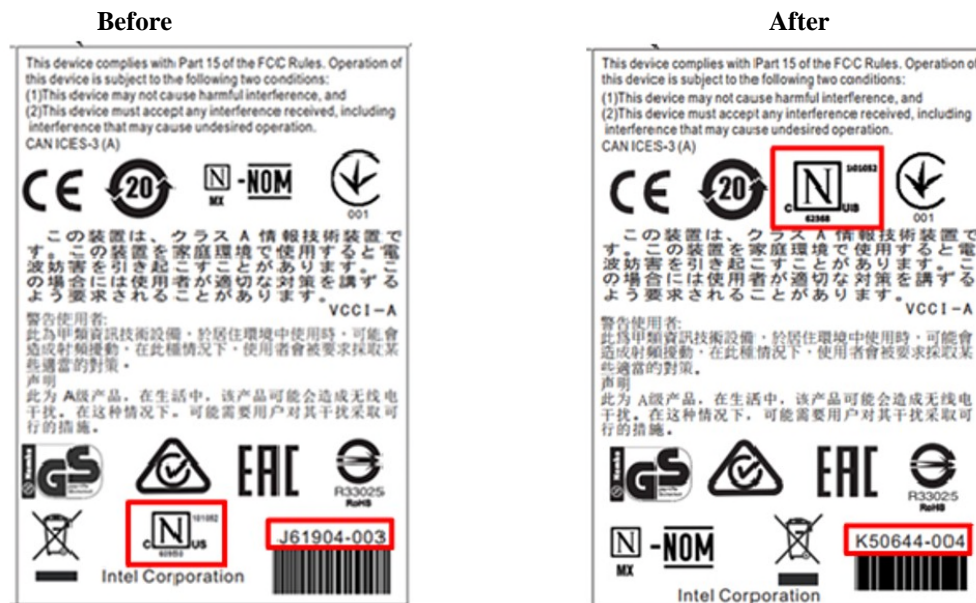 Before
This device complies with Part 15 of the FCC Rules. Operation of
this device is subject to the following two conditions:
(1)This device may not cause harmful interference, and
(2)This device must accept any interference received, including
interference that may cause undesired operation.
CAN ICES-3 (A)
CE 20 N -NOM
MX 001
この装置は、クラス A 情報技術装置で
す。この装置を家庭環境で使用すると電
波妨害を引き起こすことがあります。こ
の場合には使用者が適切な対策を講ずる
よう要求されることがあります。
VCCI-A
警告使用者:
此為甲類資訊技術設備，於居住環境中使用時，可能會
造成射頻擾動，在此種情況下，使用者會被要求採取某
些適當的對策。
声明
此为 A级产品，在生活中，该产品可能会造成无线电
干扰。在这种情况下。可能需要用户对其干扰采取可
行的措施。
GS EAC
R33025
RoHS
N 101052
C US
J61904-003
Intel Corporation
After
This device complies with Part 15 of the FCC Rules. Operation of
this device is subject to the following two conditions:
(1)This device may not cause harmful interference, and
(2)This device must accept any interference received, including
interference that may cause undesired operation.
CAN ICES-3 (A)
CE 20 N 101052
C US 001
62368
この装置は、クラス A 情報技術装置で
す。この装置を家庭環境で使用すると電
波妨害を引き起こすことがあります。こ
の場合には使用者が適切な対策を講ずる
よう要求されることがあります。
VCCI-A
警告使用者:
此為甲類資訊技術設備，於居住環境中使用時，可能會
造成射頻擾動，在此種情況下，使用者會被要求採取某
些適當的對策。
声明
此为 A级产品，在生活中，该产品可能会造成无线电
干扰。在这种情况下，可能需要用户对其干扰采取可
行的措施。
GS EAC
R33025
RoHS
N -NOM
MX
K50644-004
Intel Corporation